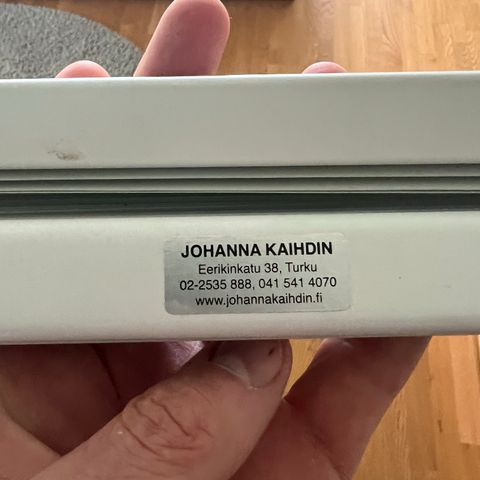 JOHANNA KAIHDIN
Eerikinkatu 38, Turku
02-2535 888, 041 541 4070
www.johannakaihdin.fi